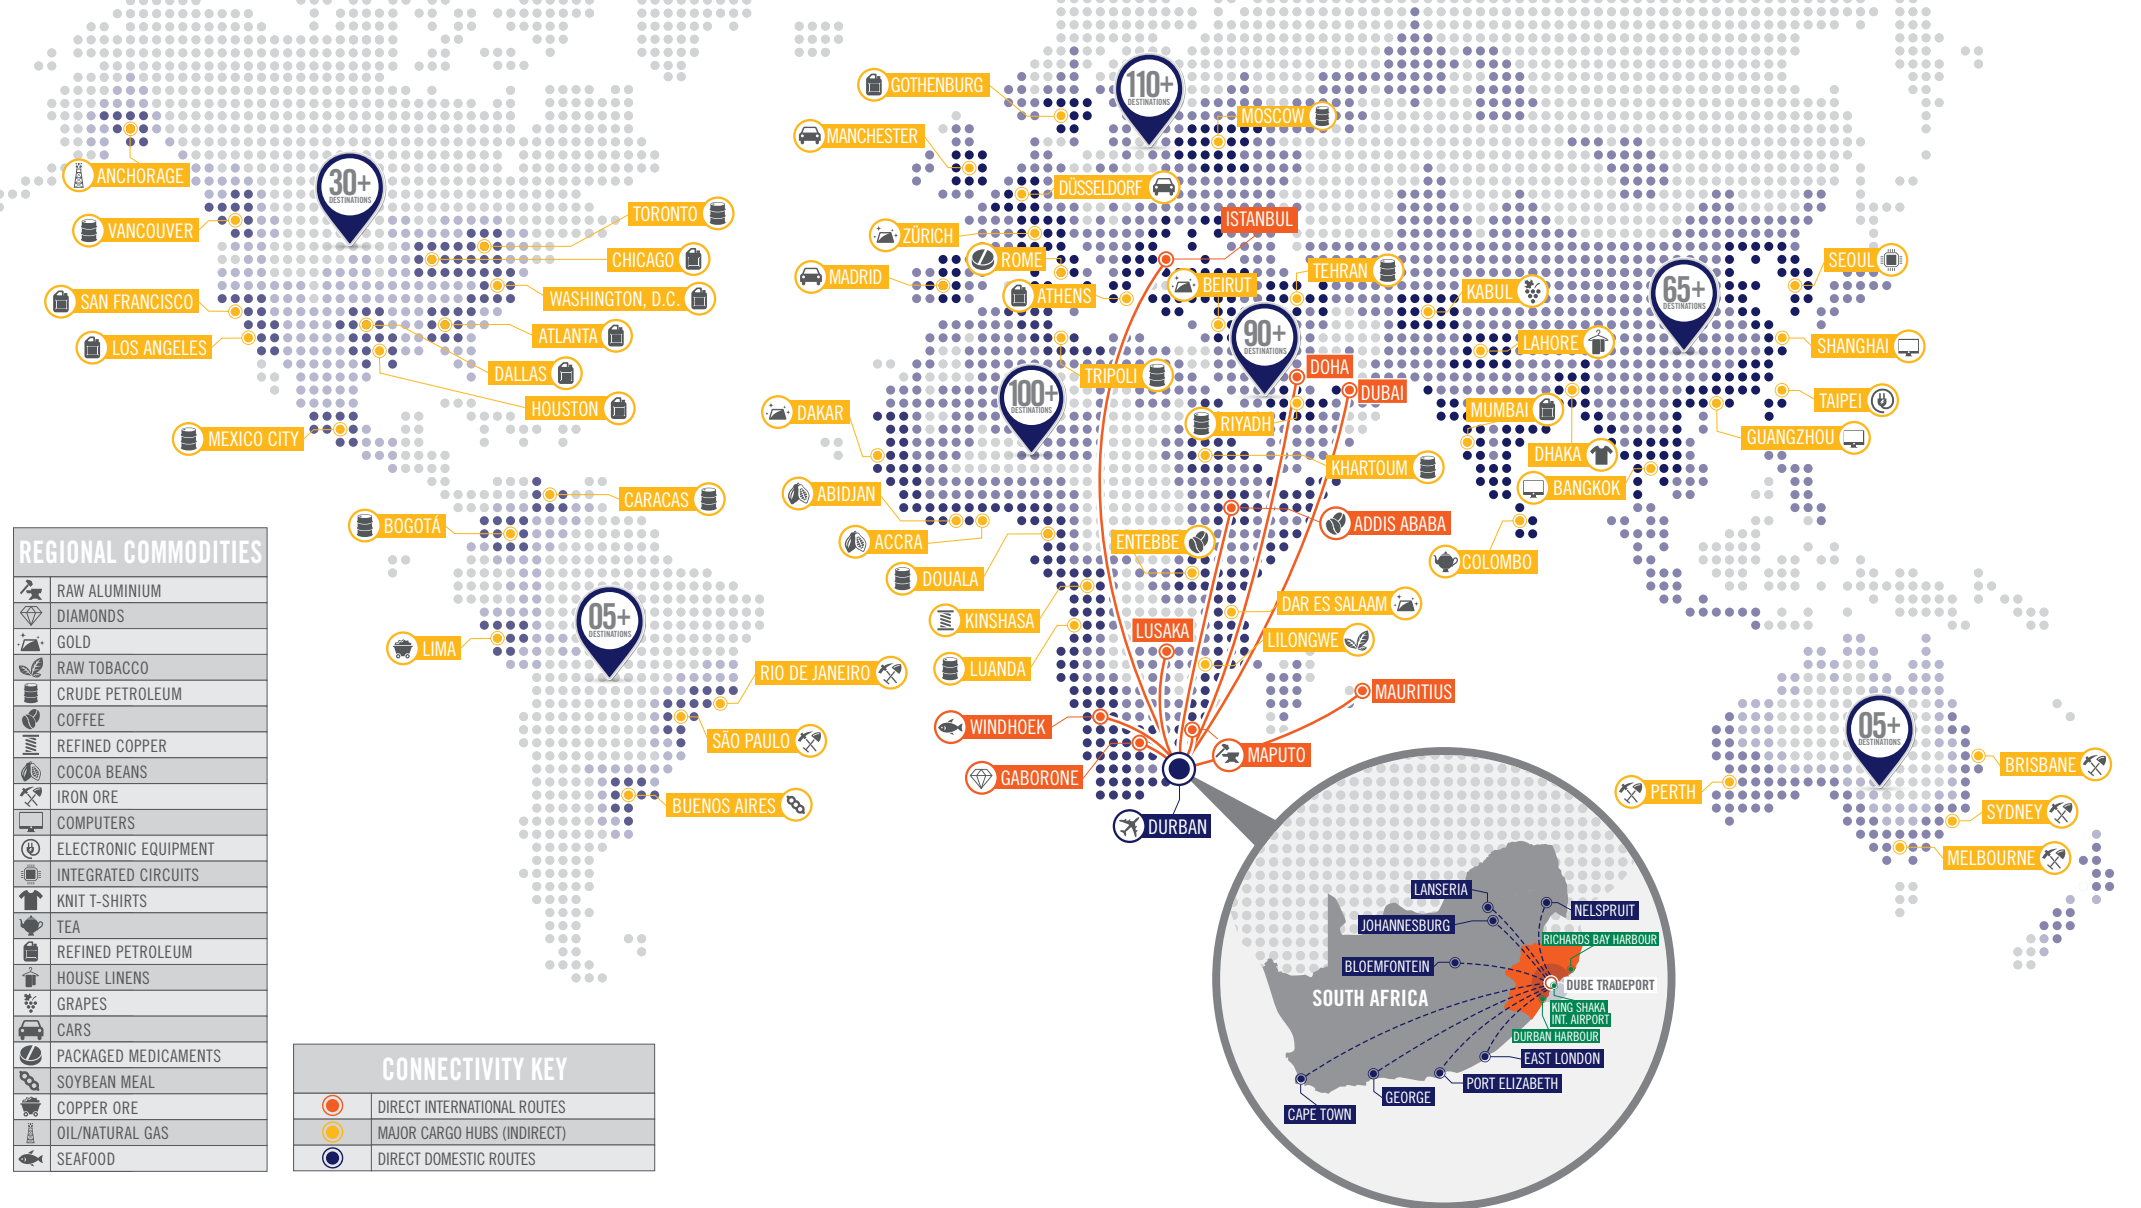 GOTHENBURG
110+
DESTINATIONS
MOSCOW
MANCHESTER
ANCHORAGE
30+
DESTINATIONS
DÜSSELDORF
TORONTO
ISTANBUL
VANCOUVER
ZÜRICH
CHICAGO
ROME
TEHRAN
SEOUL
MADRID
BEIRUT
KABUL
65+
DESTINATIONS
SAN FRANCISCO
WASHINGTON, D.C.
ATHENS
LOS ANGELES
ATLANTA
90+
DESTINATIONS
LAHORE
SHANGHAI
DALLAS
TRIPOLI
DOHA
DUBAI
100+
DESTINATIONS
HOUSTON
DAKAR
MUMBAI
TAIPEI
MEXICO CITY
RIYADH
GUANGZHOU
KHARTOUM
DHAKA
CARACAS
ABIDJAN
BANGKOK
BOGOTÁ
ADDIS ABABA
ACCRA
ENTEBBE
COLOMBO
DOUALA
DAR ES SALAAM
05+
DESTINATIONS
KINSHASA
LUSAKA
LILONGWE
LIMA
LUANDA
RIO DE JANEIRO
MAURITIUS
WINDHOEK
SÃO PAULO
MAPUTO
05+
DESTINATIONS
BRISBANE
GABORONE
PERTH
BUENOS AIRES
SYDNEY
DURBAN
MELBOURNE
REGIONAL COMMODITIES
RAW ALUMINIUM
DIAMONDS
GOLD
RAW TOBACCO
CRUDE PETROLEUM
COFFEE
REFINED COPPER
COCOA BEANS
IRON ORE
COMPUTERS
ELECTRONIC EQUIPMENT
INTEGRATED CIRCUITS
KNIT T-SHIRTS
TEA
REFINED PETROLEUM
HOUSE LINENS
GRAPES
CARS
PACKAGED MEDICAMENTS
SOYBEAN MEAL
COPPER ORE
OIL/NATURAL GAS
SEAFOOD
CONNECTIVITY KEY
DIRECT INTERNATIONAL ROUTES
MAJOR CARGO HUBS (INDIRECT)
DIRECT DOMESTIC ROUTES
LANSERIA
NELSPRUIT
JOHANNESBURG
RICHARDS BAY HARBOUR
BLOEMFONTEIN
DUBE TRADEPORT
SOUTH AFRICA
KING SHAKA
INT. AIRPORT
DURBAN HARBOUR
EAST LONDON
PORT ELIZABETH
GEORGE
CAPE TOWN